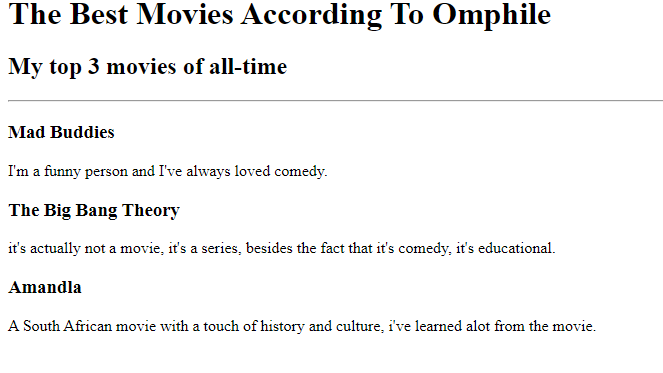 The Best Movies According To Omphile
My top 3 movies of all-time
Mad Buddies
I'm a funny person and I've always loved comedy.
The Big Bang Theory
it's actually not a movie, it's a series, besides the fact that it's comedy, it's educational.
Amandla
A South African movie with a touch of history and culture, i've learned alot from the movie.